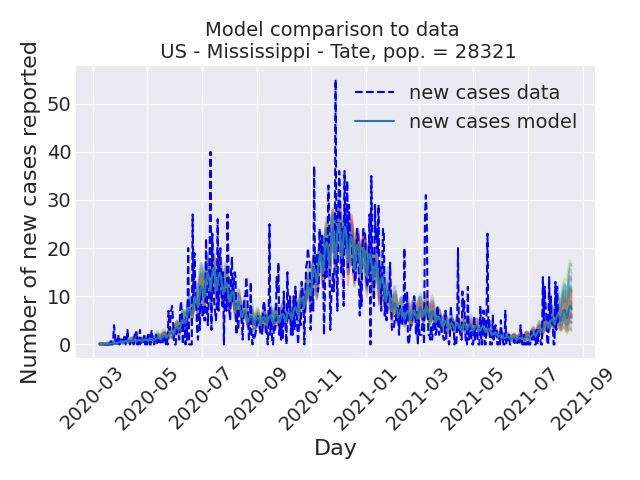 Model comparison to data
US - Mississippi - Tate, pop. = 28321
Number of new cases reported
50
40
30
20
10
0
new cases data
new cases model
2020-03
2020-05
2020-07
2020-09
2020-11
2021-01
2021-03
2021-05
2021-07
2021-09
Day